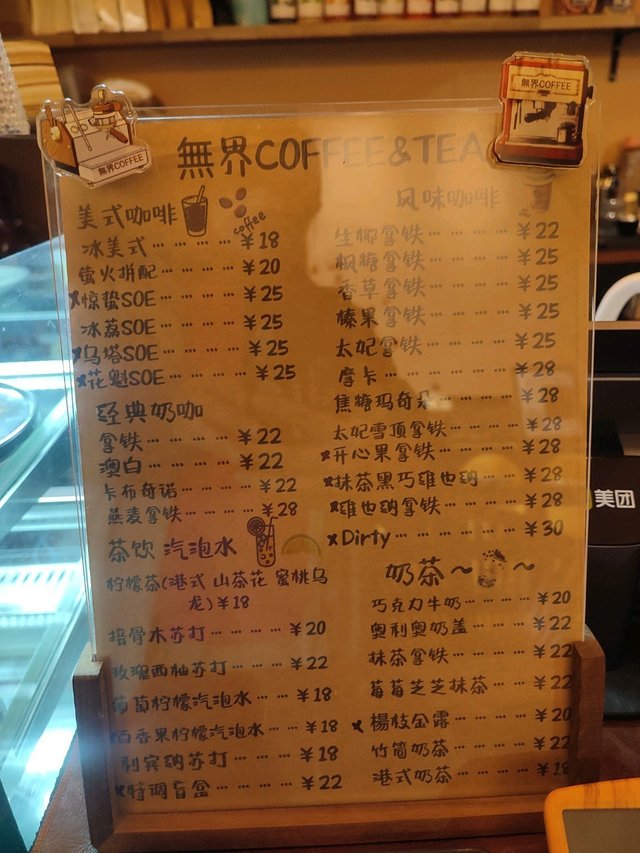 無界COFFEE
無界COFFEE
無界COFFEE&TEA
美式咖啡
coffee
冰美式 ¥18
萤火拼配 ¥20
x惊蛰SOE ¥25
冰荔SOE ¥25
x乌塔SOE ¥25
x花魁SOE ¥25
经典奶咖
拿铁 ¥22
澳白 ¥22
卡布奇诺 ¥22
燕麦拿铁 ¥28
茶饮 汽泡水
柠檬茶(港式 山茶花 蜜桃乌
龙) ¥18
接骨木苏打 ¥20
玫瑰西柚苏打 ¥22
葡萄柠檬汽泡水 ¥18
百香果柠檬汽泡水 ¥18
利宾纳苏打 ¥18
x特调盲盒 ¥22
风味咖啡
生椰拿铁 ¥22
枫糖拿铁 ¥25
香草拿铁 ¥25
榛果拿铁 ¥25
太妃拿铁 ¥25
摩卡 ¥28
焦糖玛奇朵 ¥28
太妃雪顶拿铁 ¥28
x开心果拿铁 ¥28
x抹茶黑巧维也纳 ¥28
x维也纳拿铁 ¥28
xDirty ¥30
奶茶~~
巧克力牛奶 ¥20
奥利奥奶盖 ¥22
抹茶拿铁 ¥22
莓莓芝芝抹茶 ¥22
x楊枝金露 ¥20
竹筒奶茶 ¥22
港式奶茶 ¥18
美团